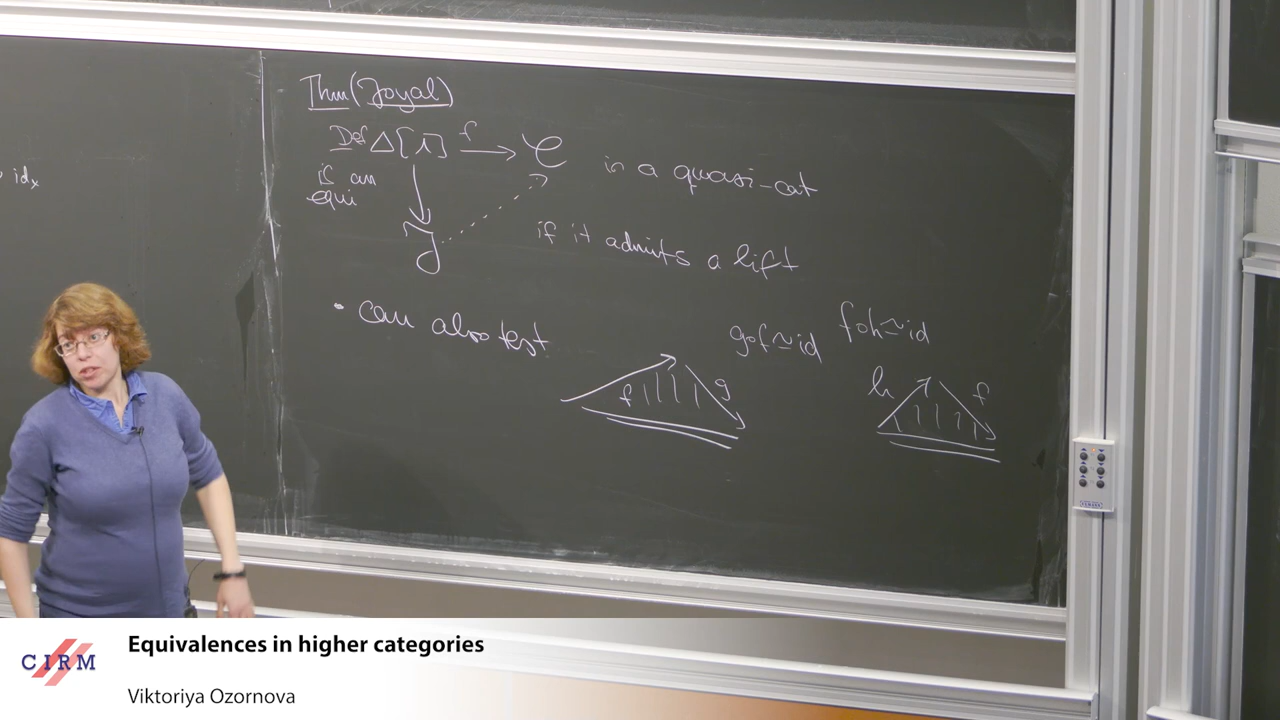 id_x
Thm (Joyal)
Def Δ[1] f → C in a quasi-cat
is an
equi
J̃
if it admits a lift
• can also test
g∘f≃id f∘h≃id
f g
h f
CIRM
Equivalences in higher categories
Viktoriya Ozornova